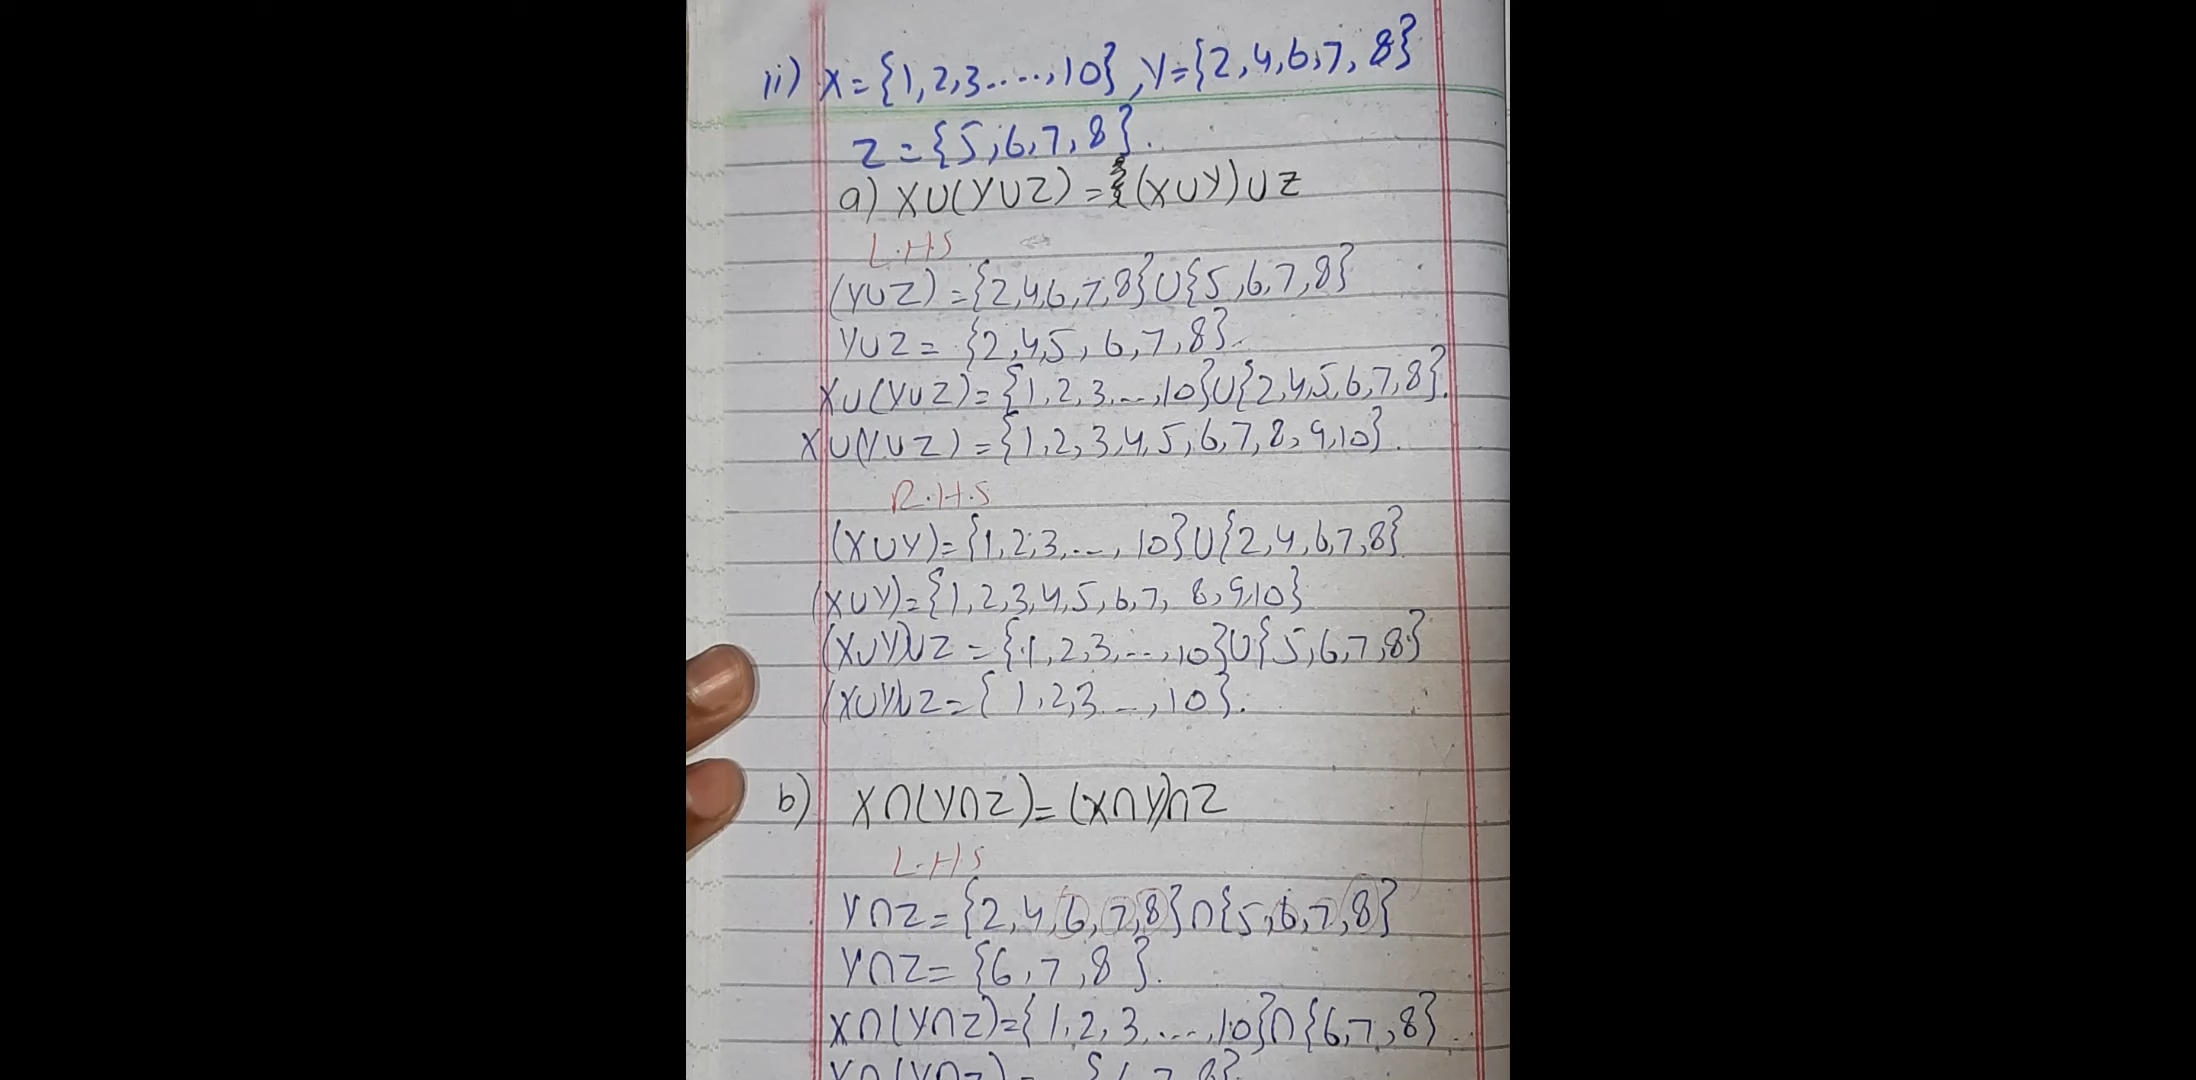 ii) X = {1,2,3....,10} , Y={2,4,6,7,8}
Z = {5,6,7,8}.
a) X∪(Y∪Z) = (X∪Y)∪Z
L.H.S
(Y∪Z) = {2,4,6,7,8}∪{5,6,7,8}
Y∪Z = {2,4,5,6,7,8}.
X∪(Y∪Z)={1,2,3,...,10}∪{2,4,5,6,7,8}.
X∪(Y∪Z) = {1,2,3,4,5,6,7,8,9,10}.
R.H.S
(X∪Y)={1,2,3,...,10}∪{2,4,6,7,8}
(X∪Y)={1,2,3,4,5,6,7,8,9,10}
(X∪Y)∪Z = {1,2,3,...,10}∪{5,6,7,8}
(X∪Y)∪Z = {1,2,3...,10}.
b) X∩(Y∩Z)=(X∩Y)∩Z
L.H.S
Y∩Z={2,4,6,7,8}∩{5,6,7,8}
Y∩Z= {6,7,8}.
X∩(Y∩Z)={1,2,3,....,10}∩{6,7,8}.
X∩(Y∩Z) = {6,7,8}.